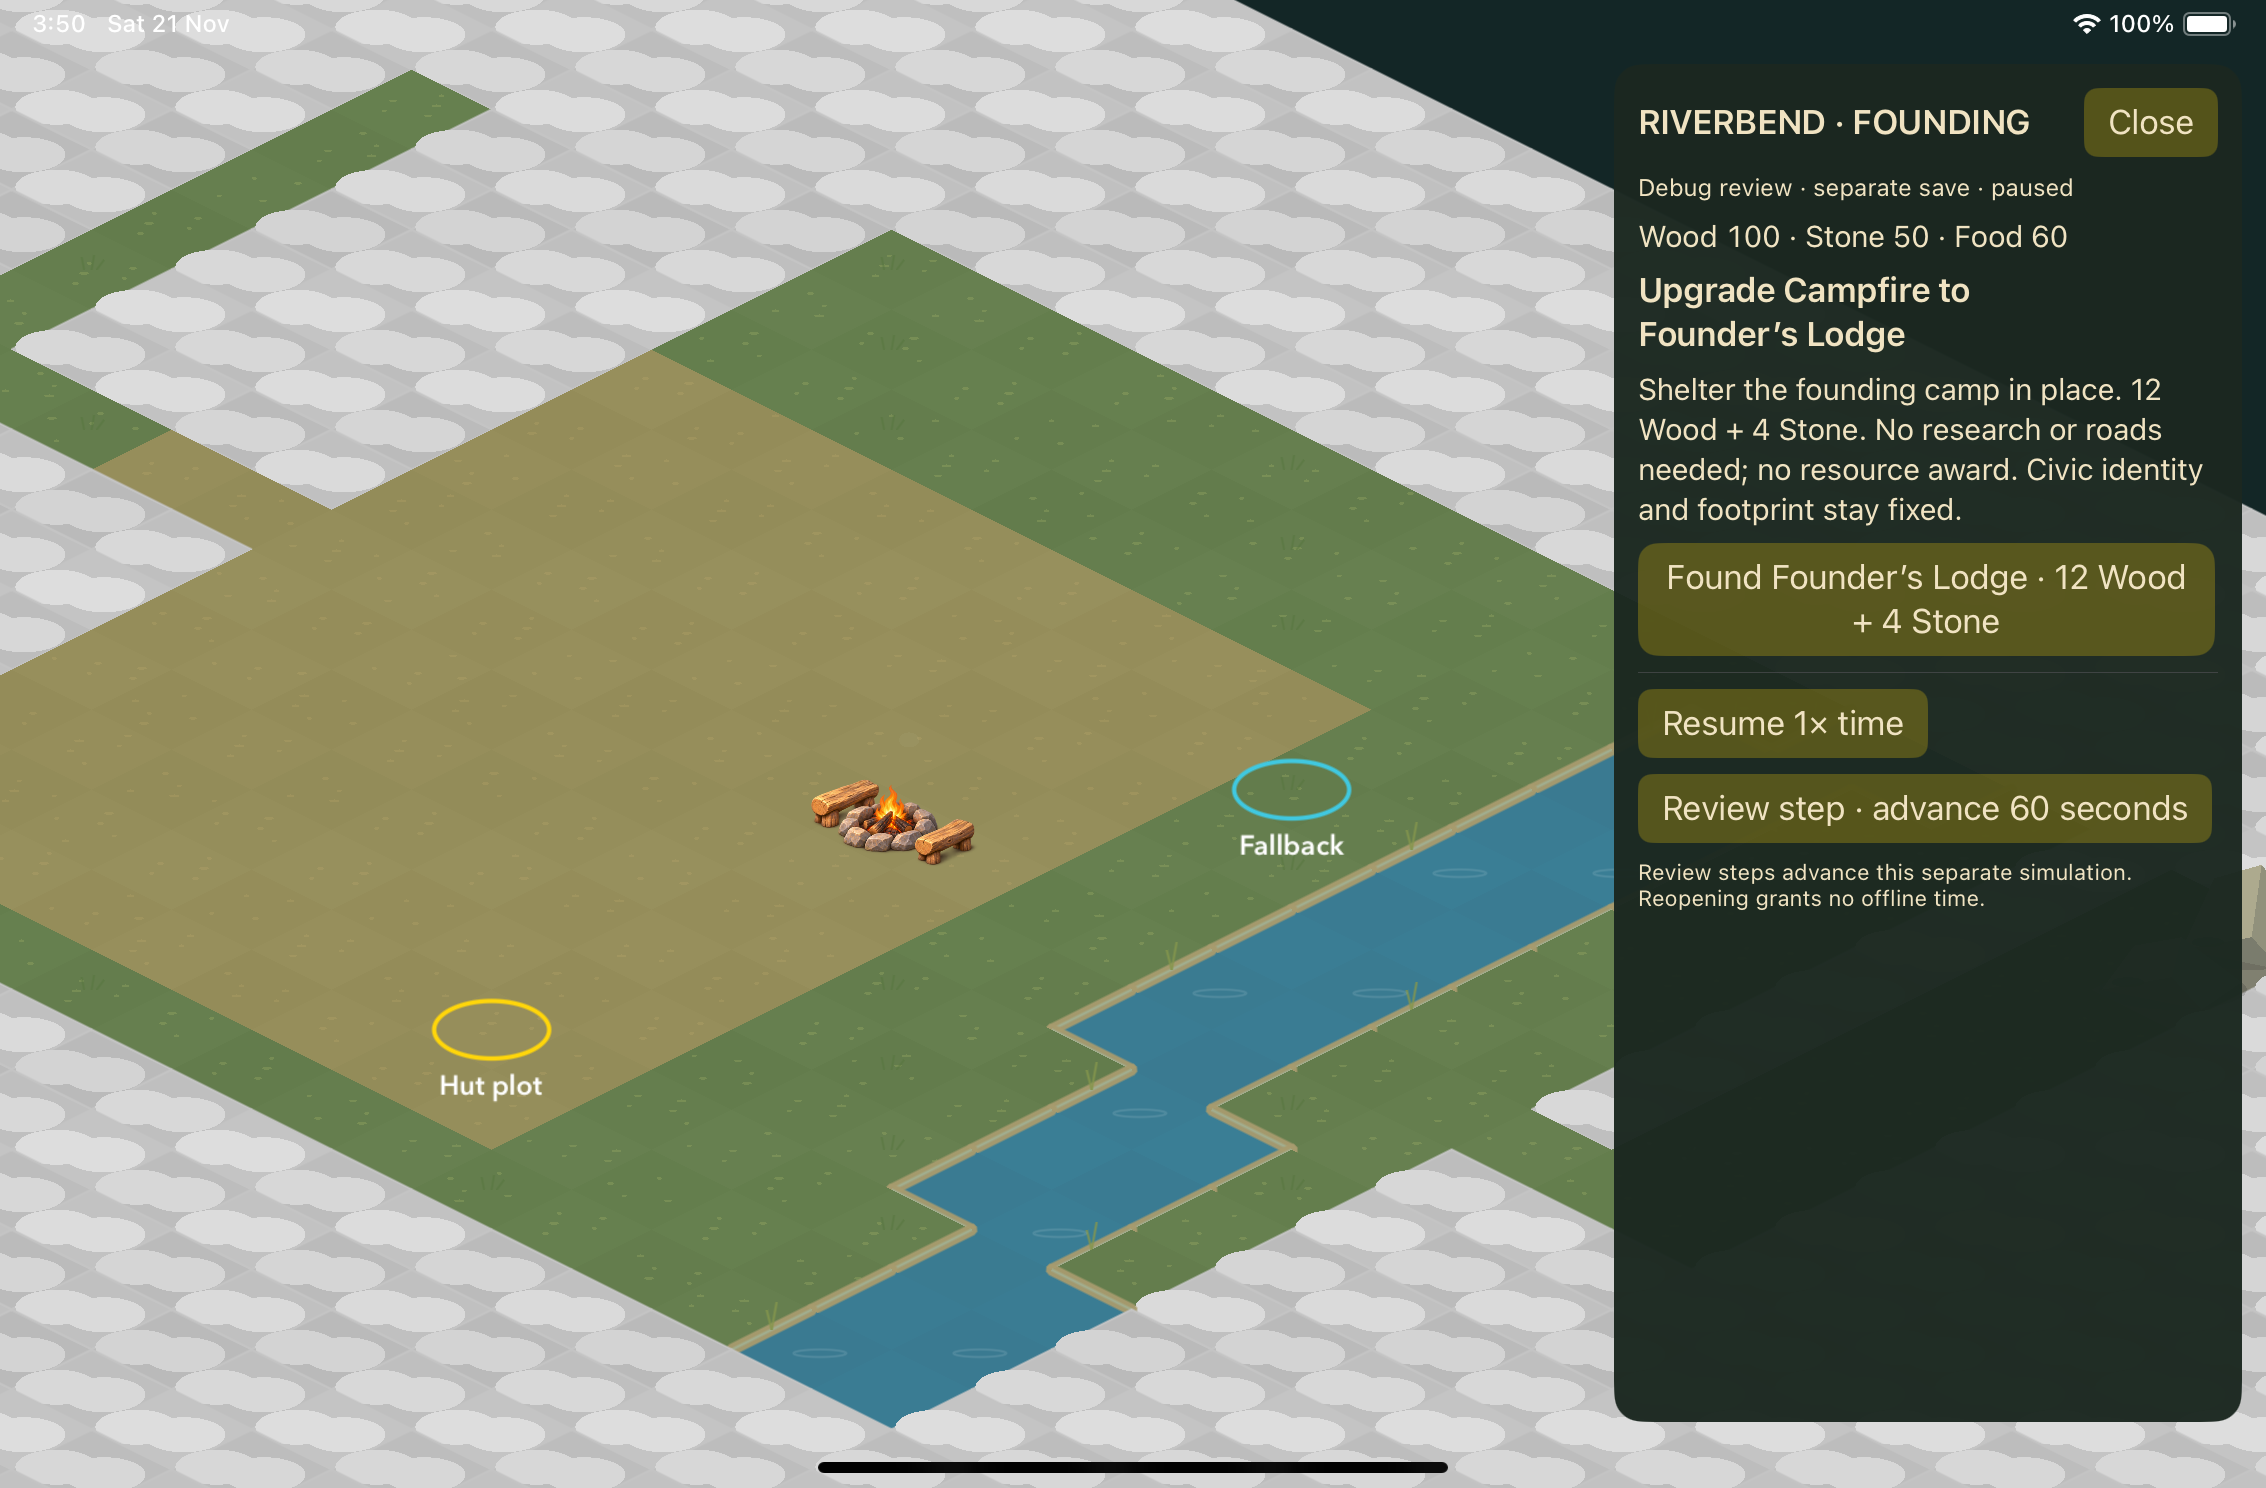 3:50 Sat 21 Nov
100%
RIVERBEND · FOUNDING
Close
Debug review · separate save · paused
Wood 100 · Stone 50 · Food 60
Upgrade Campfire to
Founder’s Lodge
Shelter the founding camp in place. 12
Wood + 4 Stone. No research or roads
needed; no resource award. Civic identity
and footprint stay fixed.
Found Founder’s Lodge · 12 Wood
+ 4 Stone
Resume 1× time
Review step · advance 60 seconds
Review steps advance this separate simulation.
Reopening grants no offline time.
Fallback
Hut plot